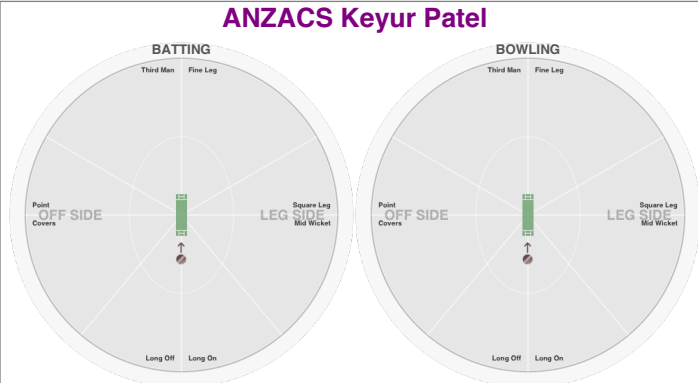 ANZACS Keyur Patel
BATTING
Third Man Fine Leg
Point
OFF SIDE
Covers
Square Leg
LEG SIDE
Mid Wicket
Long Off Long On
BOWLING
Third Man Fine Leg
Point
OFF SIDE
Covers
Square Leg
LEG SIDE
Mid Wicket
Long Off Long On